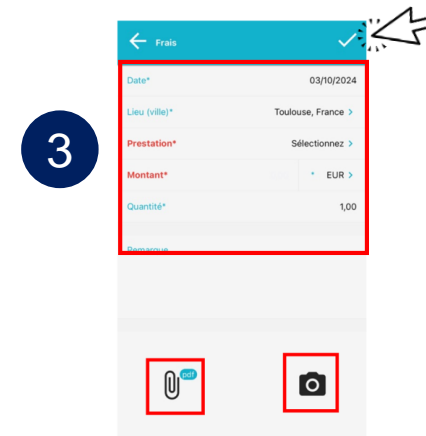 Frais
Date* 03/10/2024
Lieu (ville)* Toulouse, France >
3
Prestation* Sélectionnez >
Montant* * EUR >
Quantité* 1,00
Remarque
pdf